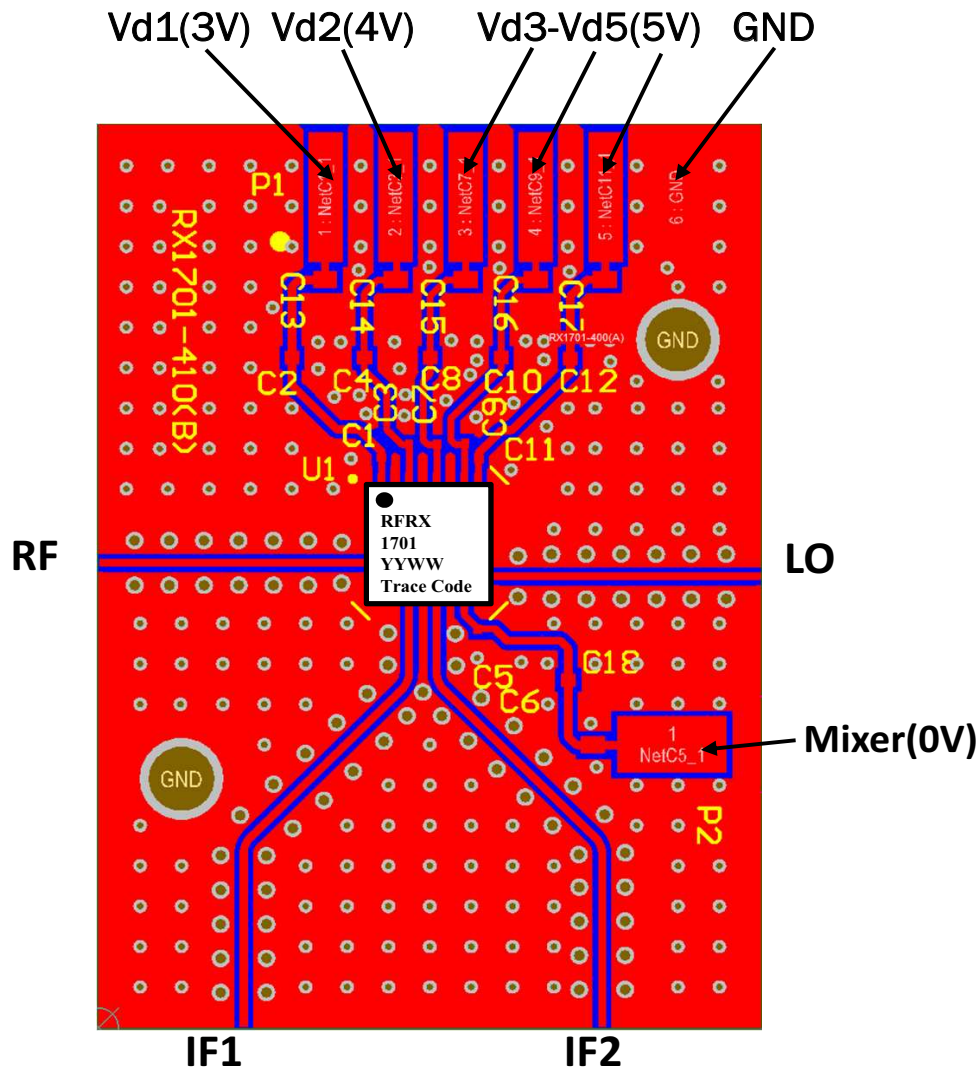 Vd1(3V) Vd2(4V) Vd3-Vd5(5V) GND
P1
1 : NetC1_1
2 : NetC2_1
3 : NetC7_1
4 : NetC9_1
5 : NetC11_1
6 : GND
RX1701-410(B)
C13 C14 C15 C16 C17
RX1701-400(A)
GND
C2 C4 C8 C10 C12
C3 C7 C9
C1 C11
U1
RFRX
1701
YYWW
Trace Code
RF LO
C18
C5
C6
1
NetC5_1
Mixer(0V)
GND
P2
IF1 IF2